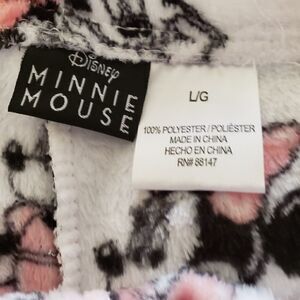 Disney
MINNIE
MOUSE
L/G
100% POLYESTER / POLIÉSTER
MADE IN CHINA
HECHO EN CHINA
RN# 88147